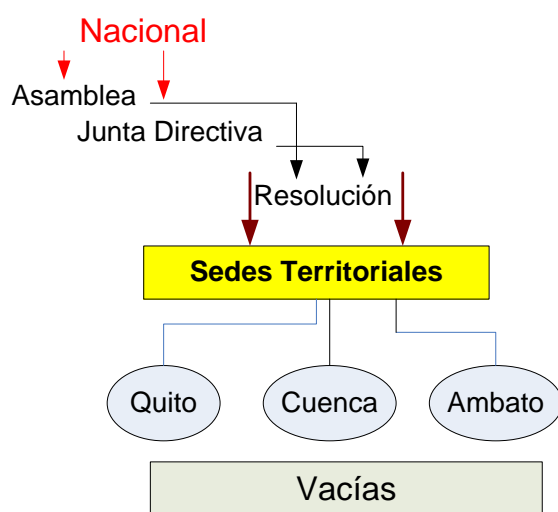 Nacional
Asamblea
Junta Directiva
Resolución
Sedes Territoriales
Quito
Cuenca
Ambato
Vacías